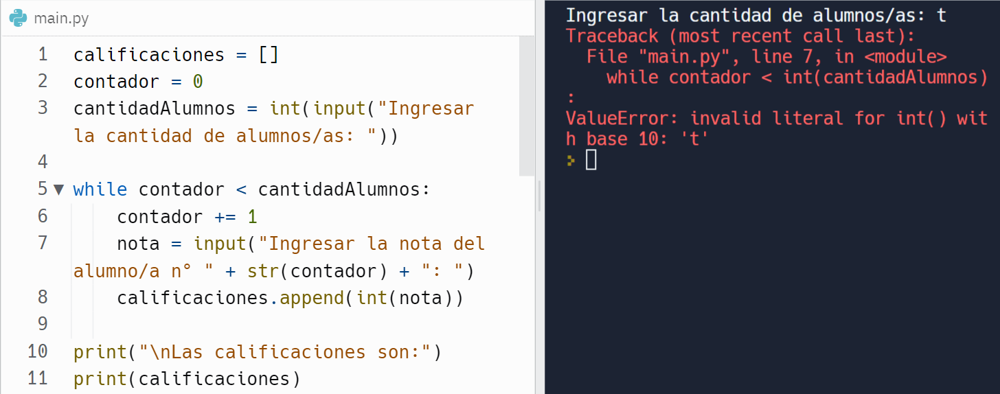 main.py
1 calificaciones = []
2 contador = 0
3 cantidadAlumnos = int(input("Ingresar
la cantidad de alumnos/as: "))
4
5 ▼ while contador < cantidadAlumnos:
6 contador += 1
7 nota = input("Ingresar la nota del
alumno/a n° " + str(contador) + ": ")
8 calificaciones.append(int(nota))
9
10 print("\nLas calificaciones son:")
11 print(calificaciones)
Ingresar la cantidad de alumnos/as: t
Traceback (most recent call last):
File "main.py", line 7, in <module>
while contador < int(cantidadAlumnos)
:
ValueError: invalid literal for int() wit
h base 10: 't'
>